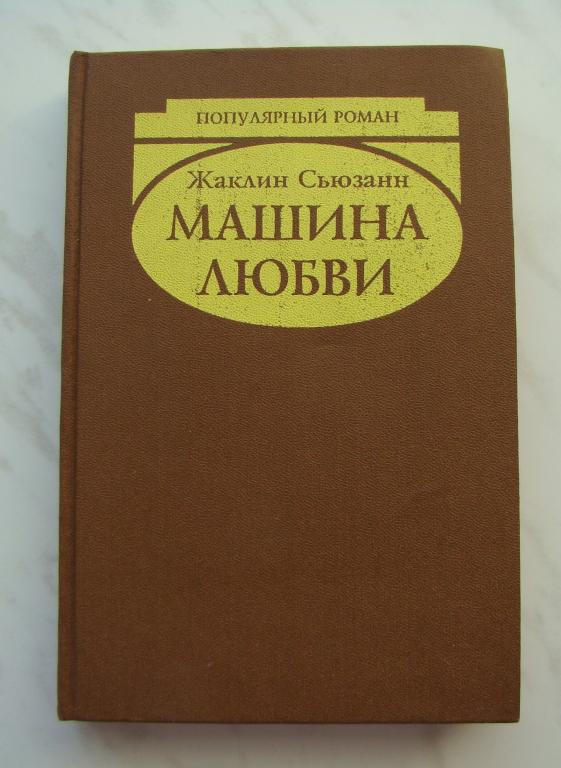 ПОПУЛЯРНЫЙ РОМАН
Жаклин Сьюзанн
МАШИНА
ЛЮБВИ